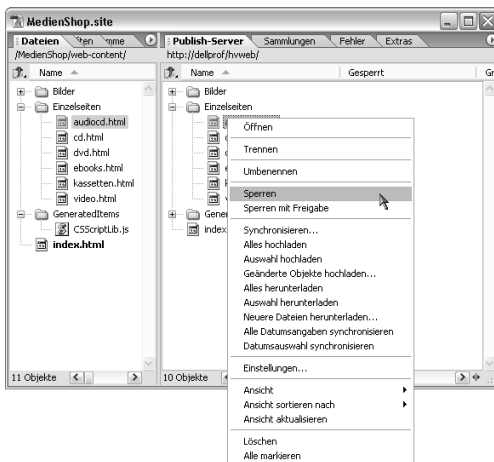 MedienShop.site
Dateien
Publish-Server Sammlungen Fehler Extras
/MedienShop/web-content/
http://dellprof/hvweb/
Name
Name Gesperrt
Bilder
Einzelseiten
audiocd.html
cd.html
dvd.html
ebooks.html
kassetten.html
video.html
GeneratedItems
CSScriptLib.js
index.html
11 Objekte
Bilder
Einzelseiten
index
10 Objekte
Öffnen
Trennen
Umbenennen
Sperren
Sperren mit Freigabe
Synchronisieren...
Alles hochladen
Auswahl hochladen
Geänderte Objekte hochladen...
Alles herunterladen
Auswahl herunterladen
Neuere Dateien herunterladen...
Alle Datumsangaben synchronisieren
Datumsauswahl synchronisieren
Einstellungen...
Ansicht
Ansicht sortieren nach
Ansicht aktualisieren
Löschen
Alle markieren